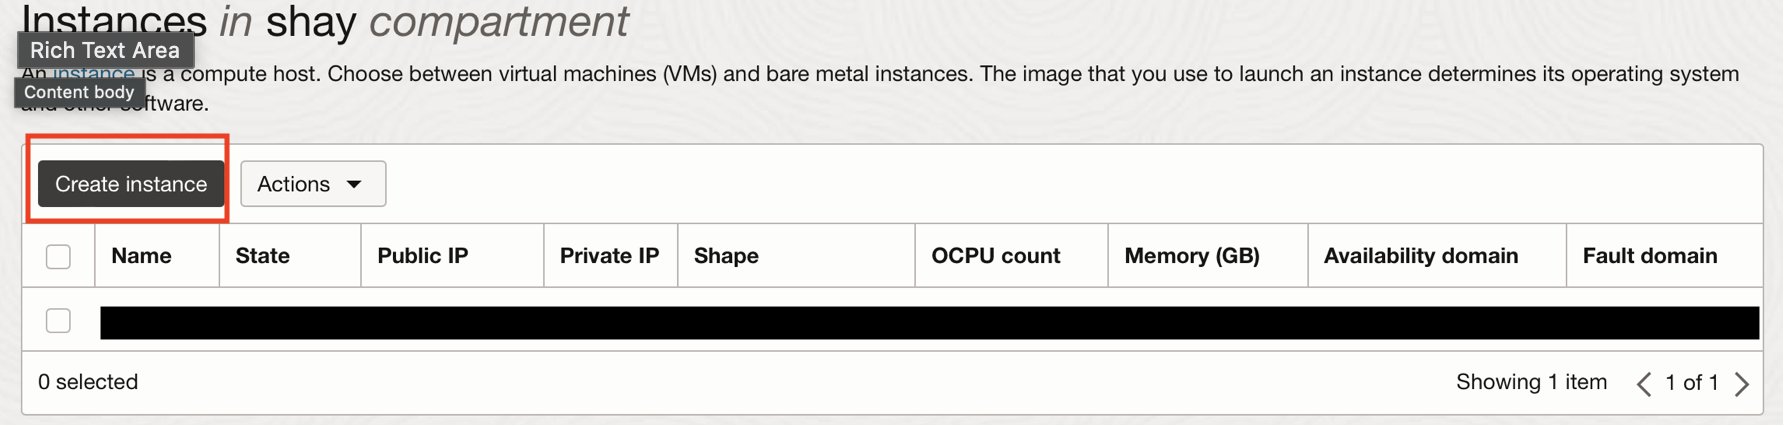 Instances in shay compartment
Rich Text Area
An instance is a compute host. Choose between virtual machines (VMs) and bare metal instances. The image that you use to launch an instance determines its operating system
Content body
and other software.
Create instance
Actions
Name State Public IP Private IP Shape OCPU count Memory (GB) Availability domain Fault domain
0 selected
Showing 1 item
1 of 1